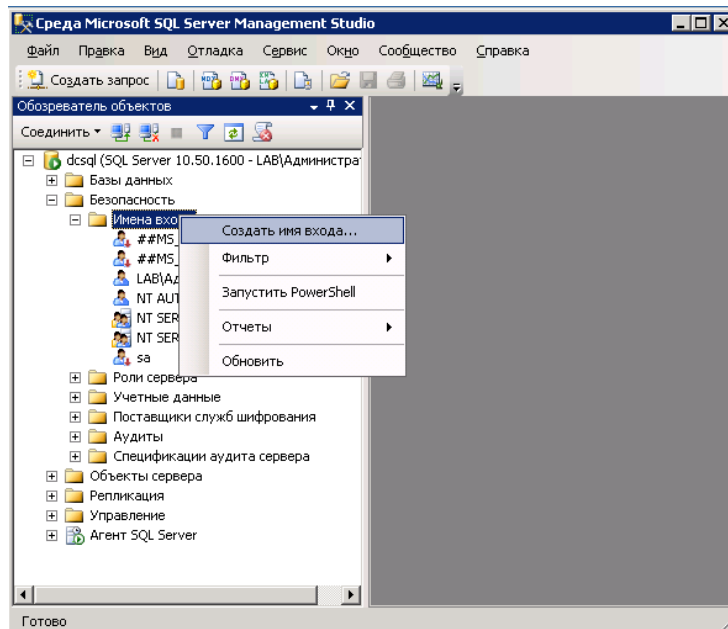 Среда Microsoft SQL Server Management Studio
Файл Правка Вид Отладка Сервис Окно Сообщество Справка
Создать запрос
Обозреватель объектов
Соединить
dcsql (SQL Server 10.50.1600 - LAB\Администра
Базы данных
Безопасность
Имена вхо
Создать имя входа...
##MS_
##MS_
Фильтр
LAB\Ад
NT AUT
Запустить PowerShell
NT SER
Отчеты
NT SER
sa
Обновить
Роли сервера
Учетные данные
Поставщики служб шифрования
Аудиты
Спецификации аудита сервера
Объекты сервера
Репликация
Управление
Агент SQL Server
Готово